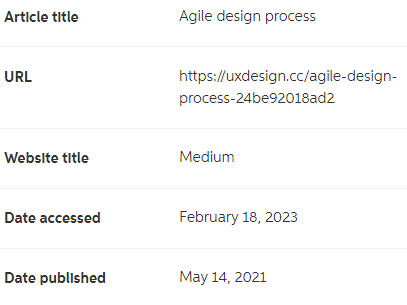 Article title Agile design process
URL https://uxdesign.cc/agile-design-
process-24be92018ad2
Website title Medium
Date accessed February 18, 2023
Date published May 14, 2021